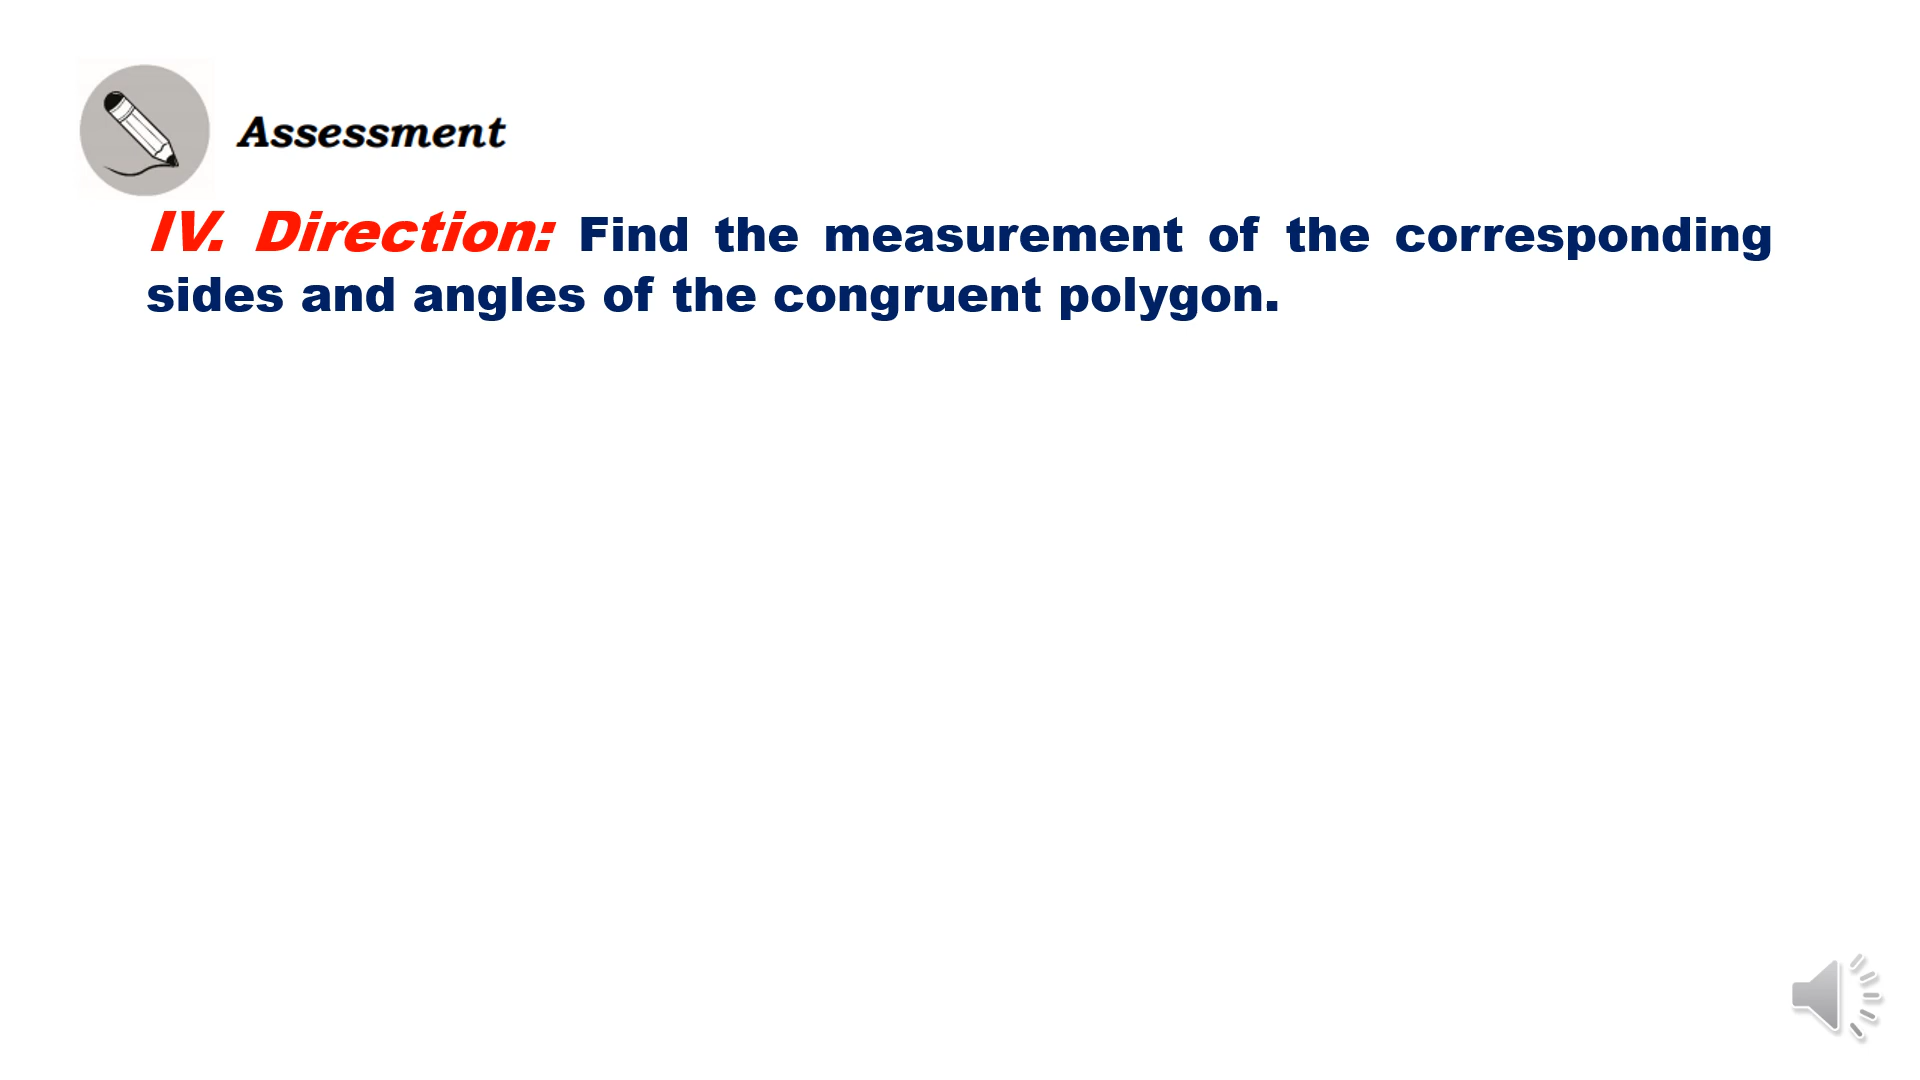 Assessment
IV. Direction: Find the measurement of the corresponding
sides and angles of the congruent polygon.